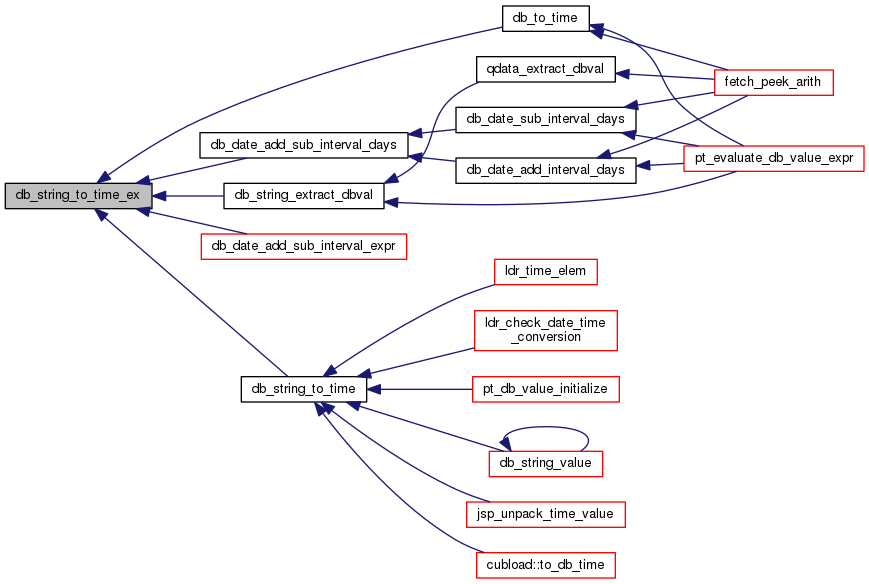 db_to_time
qdata_extract_dbval
fetch_peek_arith
db_date_sub_interval_days
db_date_add_sub_interval_days
pt_evaluate_db_value_expr
db_date_add_interval_days
db_string_to_time_ex
db_string_extract_dbval
db_date_add_sub_interval_expr
ldr_time_elem
ldr_check_date_time
_conversion
db_string_to_time
pt_db_value_initialize
db_string_value
jsp_unpack_time_value
cubload::to_db_time